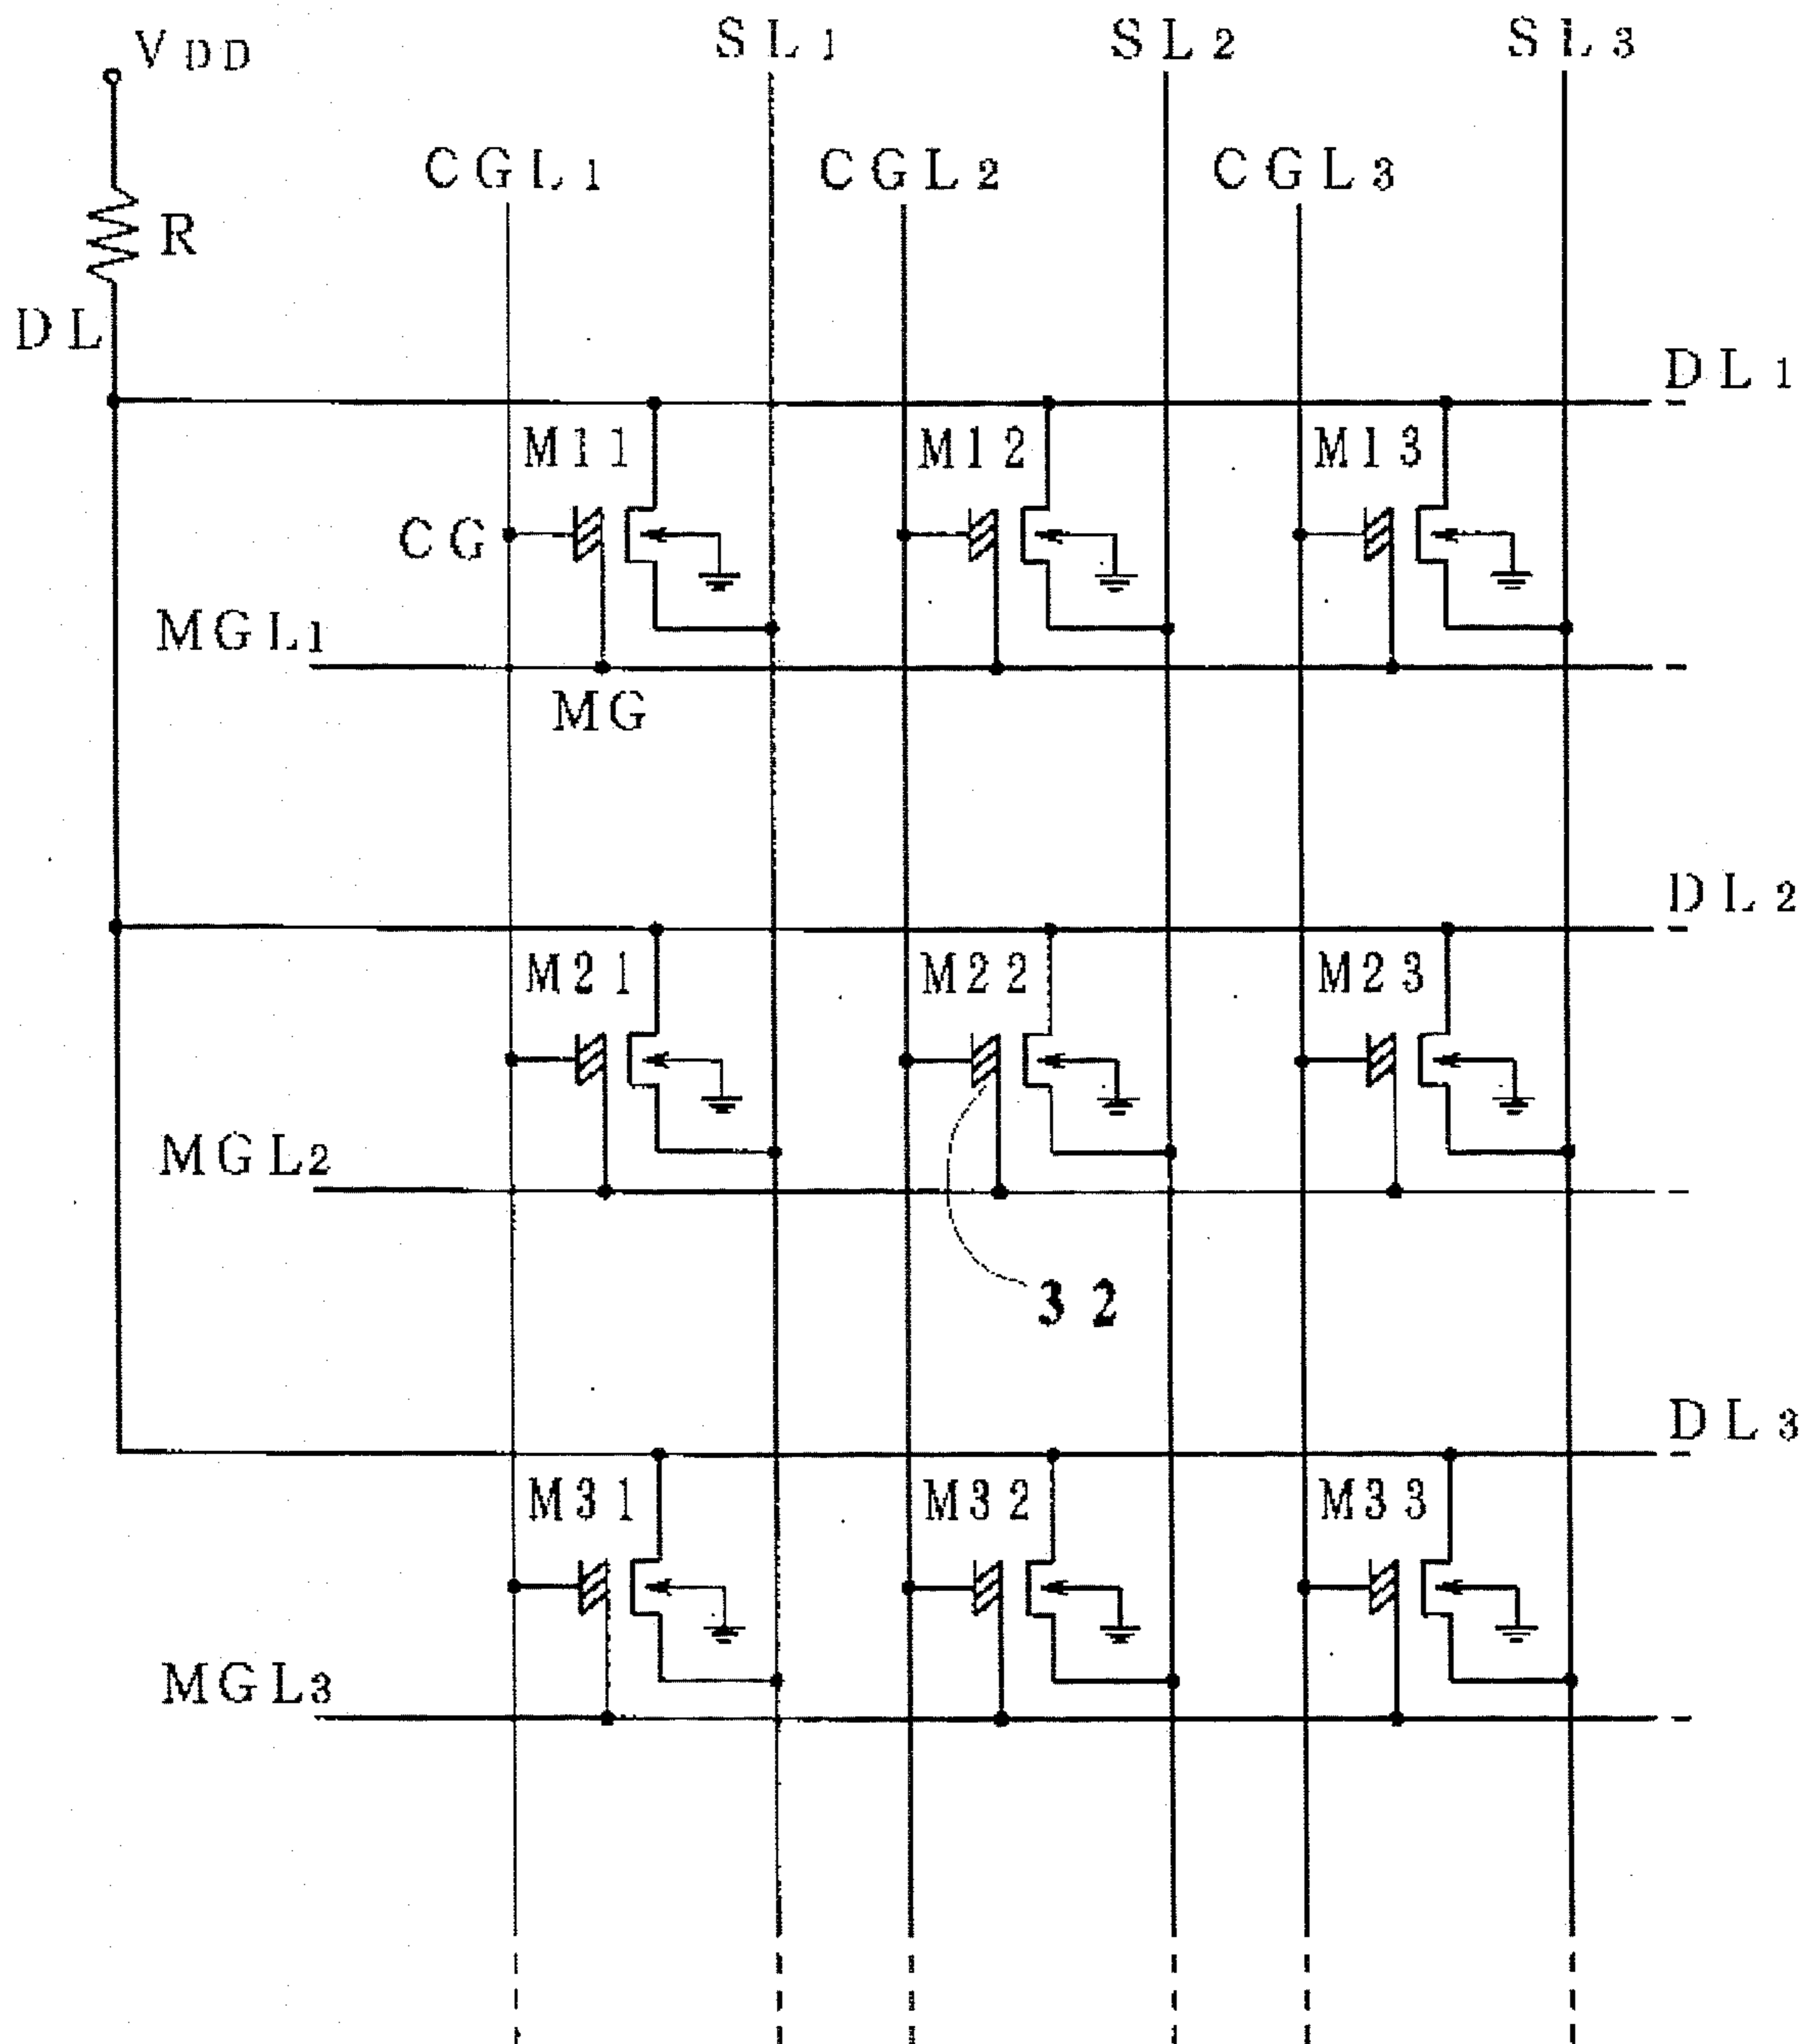 VDD SL1 SL2 SL3
CGL1 CGL2 CGL3
R
DL
DL1
M11 M12 M13
CG
MGL1
MG
DL2
M21 M22 M23
MGL2
32
DL3
M31 M32 M33
MGL3